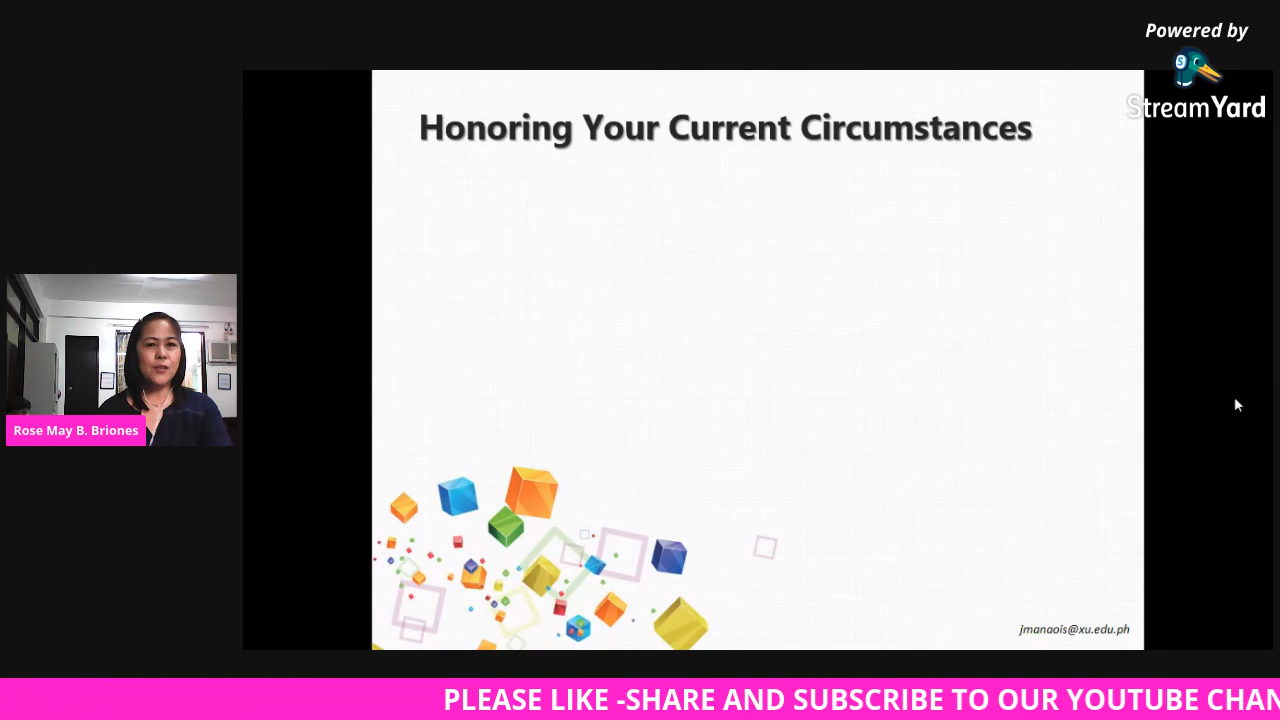 Powered by
StreamYard
Honoring Your Current Circumstances
Rose May B. Briones
jmanaois@xu.edu.ph
PLEASE LIKE -SHARE AND SUBSCRIBE TO OUR YOUTUBE CHAN